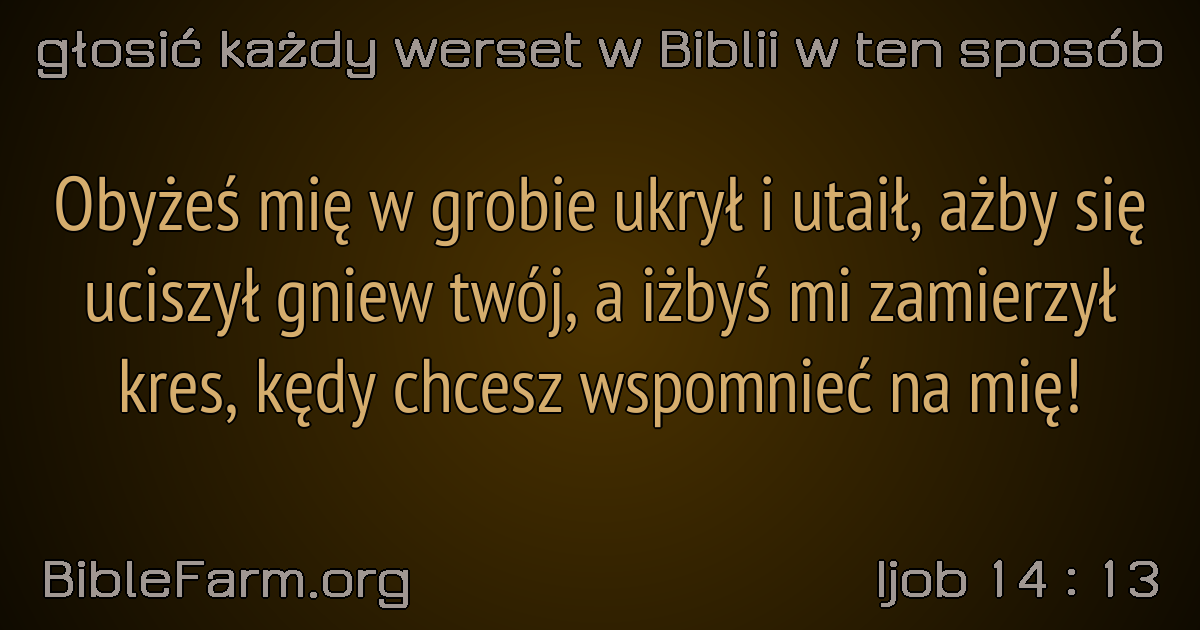 głosić każdy werset w Biblii w ten sposób
Obyżeś mię w grobie ukrył i utaił, ażby się
uciszył gniew twój, a iżbyś mi zamierzył
kres, kędy chcesz wspomnieć na mię!
BibleFarm.org
Ijob 14 : 13